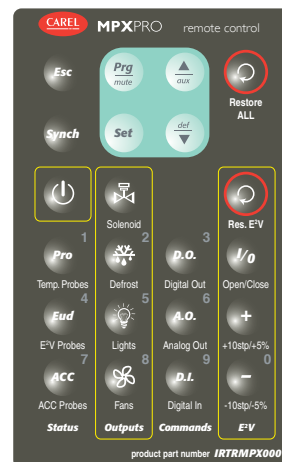 CAREL MPXPRO remote control
Esc
Prg
mute
aux
Restore
ALL
Synch
Set
def
Solenoid
Res. E²V
1
2
3
Pro
D.O.
I/0
Temp. Probes
Defrost
Digital Out
Open/Close
4
5
6
Eud
A.O.
+
E²V Probes
Lights
Analog Out
+10stp/+5%
7
8
9
0
ACC
D.I.
-
ACC Probes
Fans
Digital In
-10stp/-5%
Status
Outputs
Commands
E²V
product part number IRTRMPX000